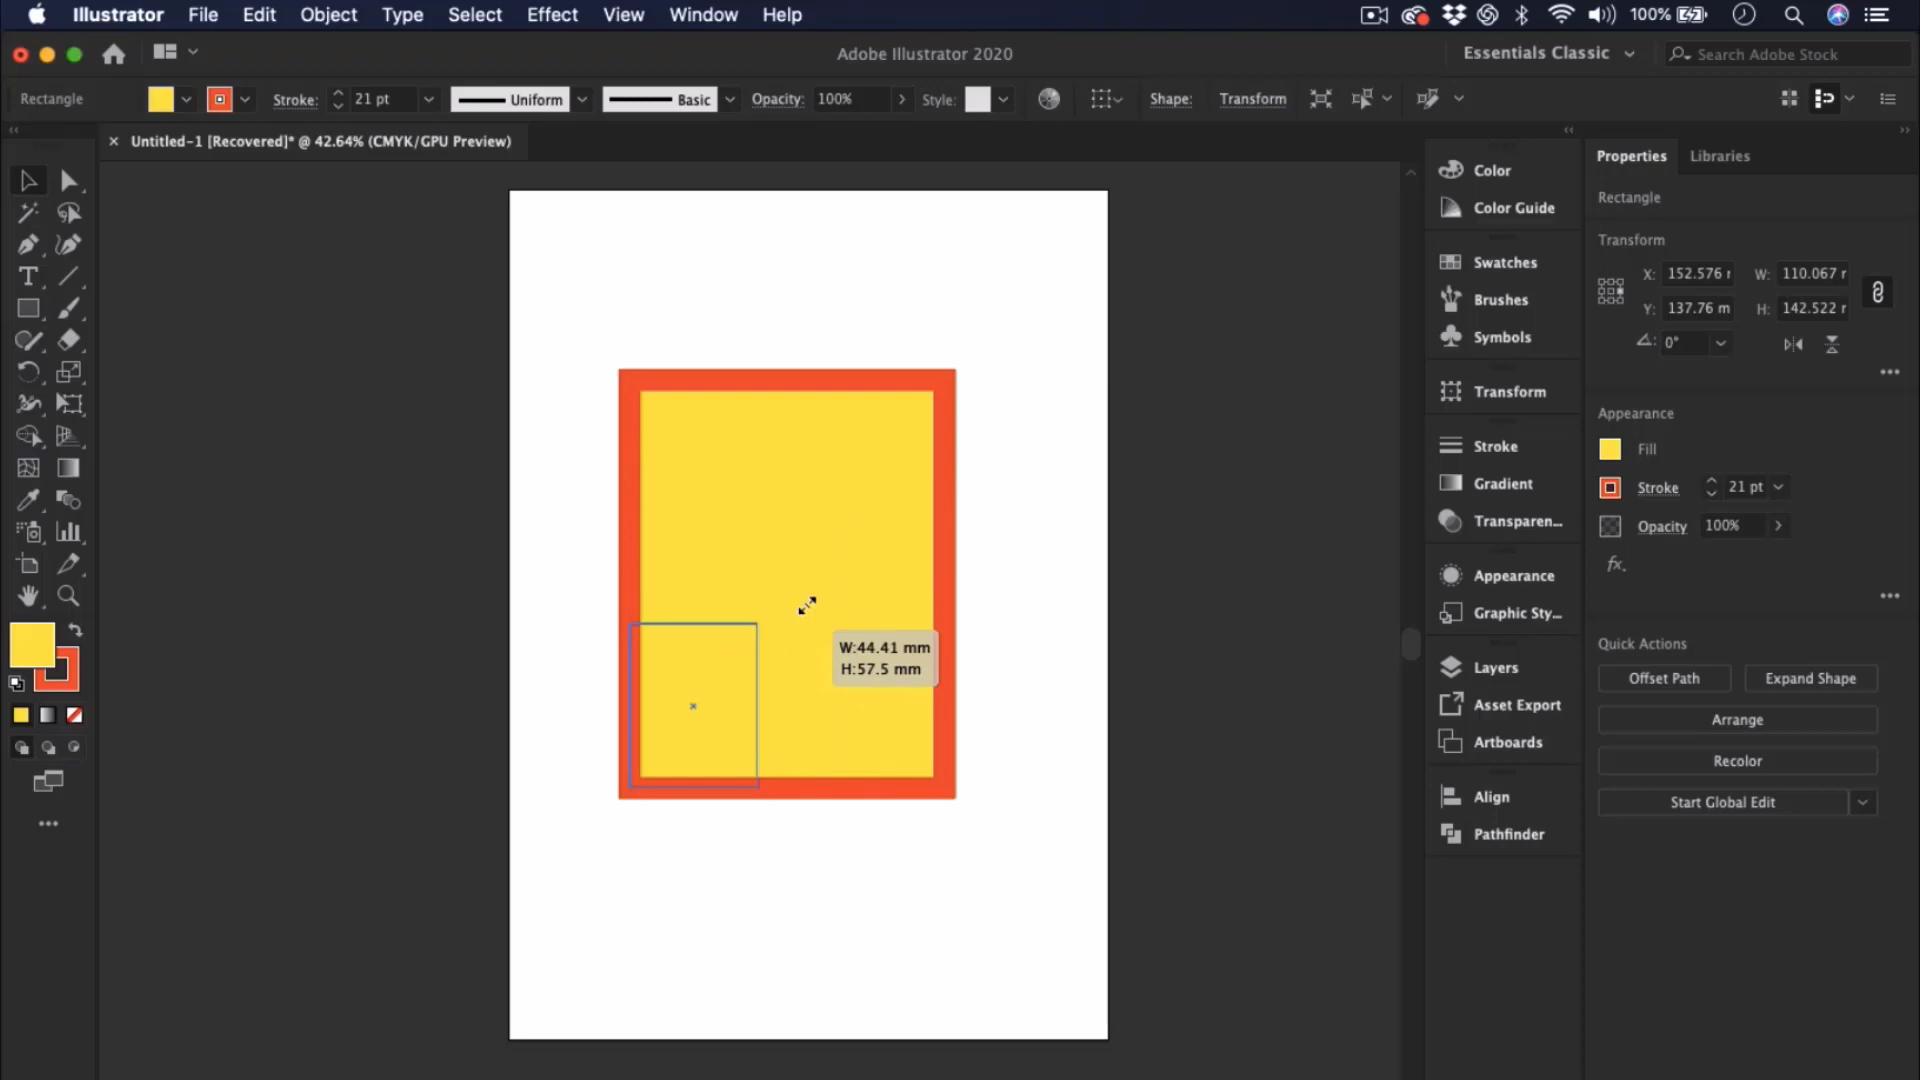 Illustrator File Edit Object Type Select Effect View Window Help 100%
Adobe Illustrator 2020 Essentials Classic Search Adobe Stock
Rectangle Stroke: 21 pt Uniform Basic Opacity: 100% Style: Shape: Transform
Untitled-1 [Recovered]* @ 42.64% (CMYK/GPU Preview)
W:44.41 mm
H:57.5 mm
Color
Color Guide
Swatches
Brushes
Symbols
Transform
Stroke
Gradient
Transparen...
Appearance
Graphic Sty...
Layers
Asset Export
Artboards
Align
Pathfinder
Properties Libraries
Rectangle
Transform
X: 152.576 r W: 110.067 r
Y: 137.76 m H: 142.522 r
0°
Appearance
Fill
Stroke 21 pt
Opacity 100%
fx.
Quick Actions
Offset Path Expand Shape
Arrange
Recolor
Start Global Edit